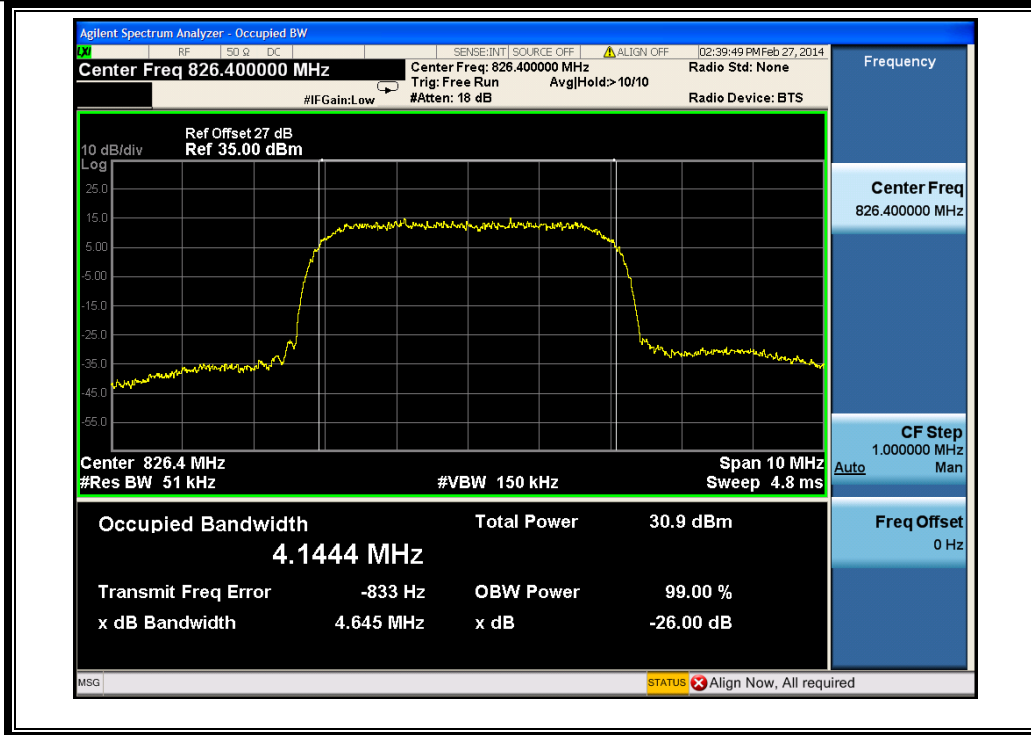 Agilent Spectrum Analyzer - Occupied BW
LXI RF 50 Ω DC SENSE:INT SOURCE OFF ALIGN OFF 02:39:49 PM Feb 27, 2014
Center Freq 826.400000 MHz
Center Freq: 826.400000 MHz
Radio Std: None
Trig: Free Run Avg|Hold:> 10/10
#IFGain:Low
#Atten: 18 dB
Radio Device: BTS
Ref Offset 27 dB
10 dB/div Ref 35.00 dBm
Log
25.0
15.0
5.00
-5.00
-15.0
-25.0
-35.0
-45.0
-55.0
Center 826.4 MHz
Span 10 MHz
#Res BW 51 kHz
#VBW 150 kHz
Sweep 4.8 ms
Occupied Bandwidth
4.1444 MHz
Total Power 30.9 dBm
Transmit Freq Error -833 Hz
OBW Power 99.00 %
x dB Bandwidth 4.645 MHz
x dB -26.00 dB
Frequency
Center Freq
826.400000 MHz
CF Step
1.000000 MHz
Auto Man
Freq Offset
0 Hz
MSG
STATUS Align Now, All required